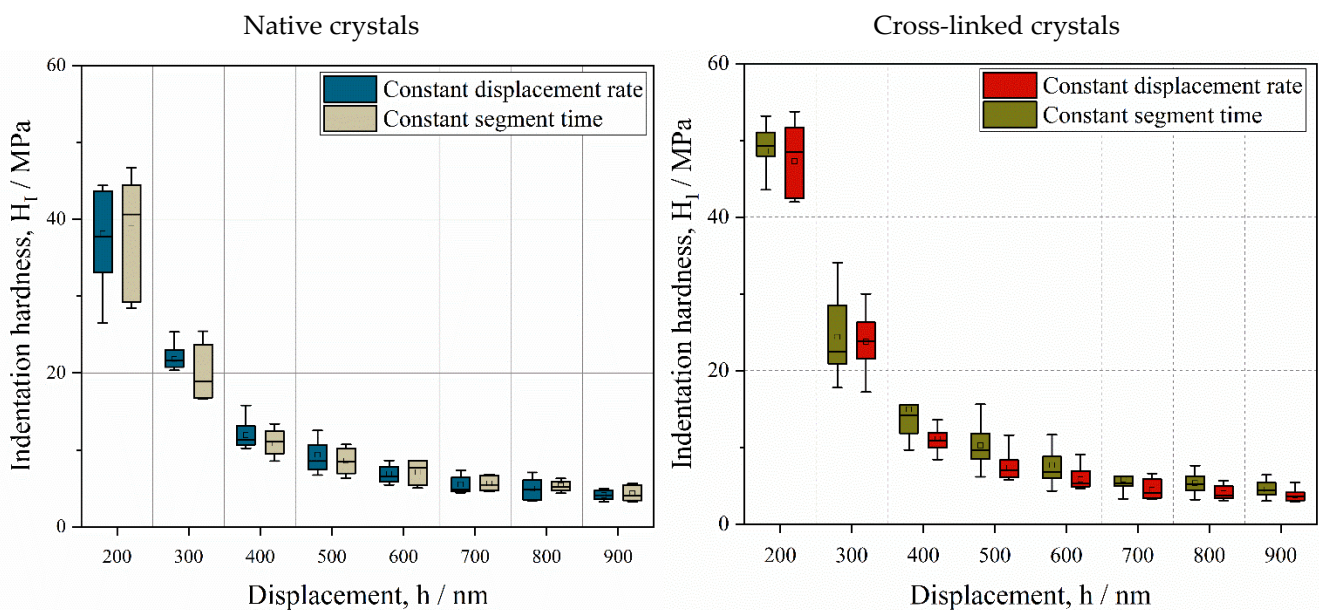 Native crystals
Indentation hardness, H_I / MPa
60
40
20
0
Constant displacement rate
Constant segment time
200 300 400 500 600 700 800 900
Displacement, h / nm
Cross-linked crystals
Indentation hardness, H_I / MPa
60
40
20
0
Constant displacement rate
Constant segment time
200 300 400 500 600 700 800 900
Displacement, h / nm